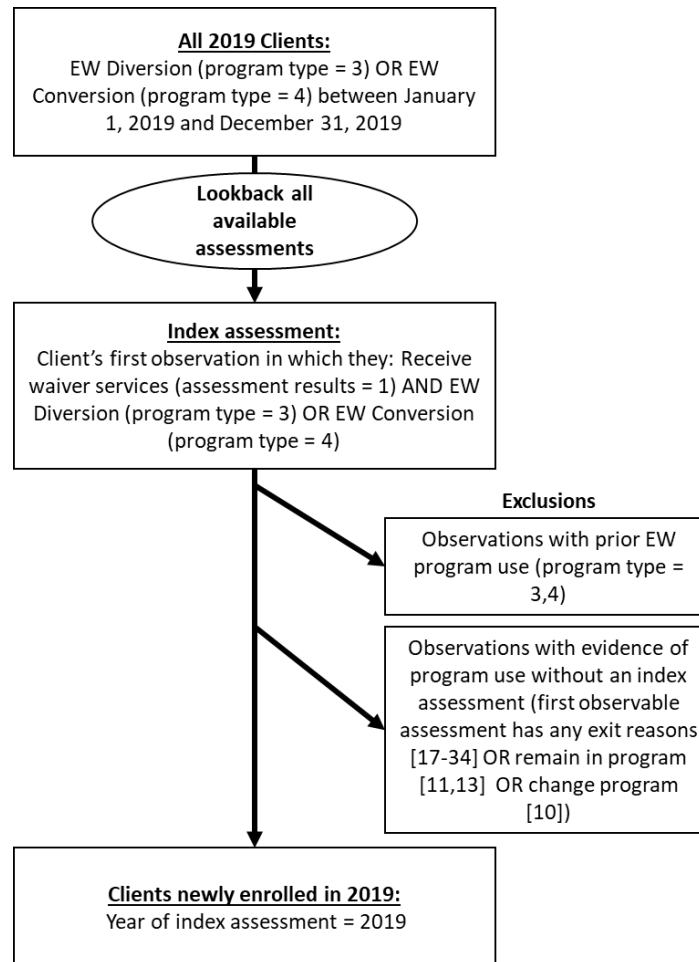 All 2019 Clients:
EW Diversion (program type = 3) OR EW
Conversion (program type = 4) between January
1, 2019 and December 31, 2019
Lookback all
available
assessments
Index assessment:
Client's first observation in which they: Receive
waiver services (assessment results = 1) AND EW
Diversion (program type = 3) OR EW Conversion
(program type = 4)
Exclusions
Observations with prior EW
program use (program type =
3,4)
Observations with evidence of
program use without an index
assessment (first observable
assessment has any exit reasons
[17-34] OR remain in program
[11,13] OR change program
[10])
Clients newly enrolled in 2019:
Year of index assessment = 2019